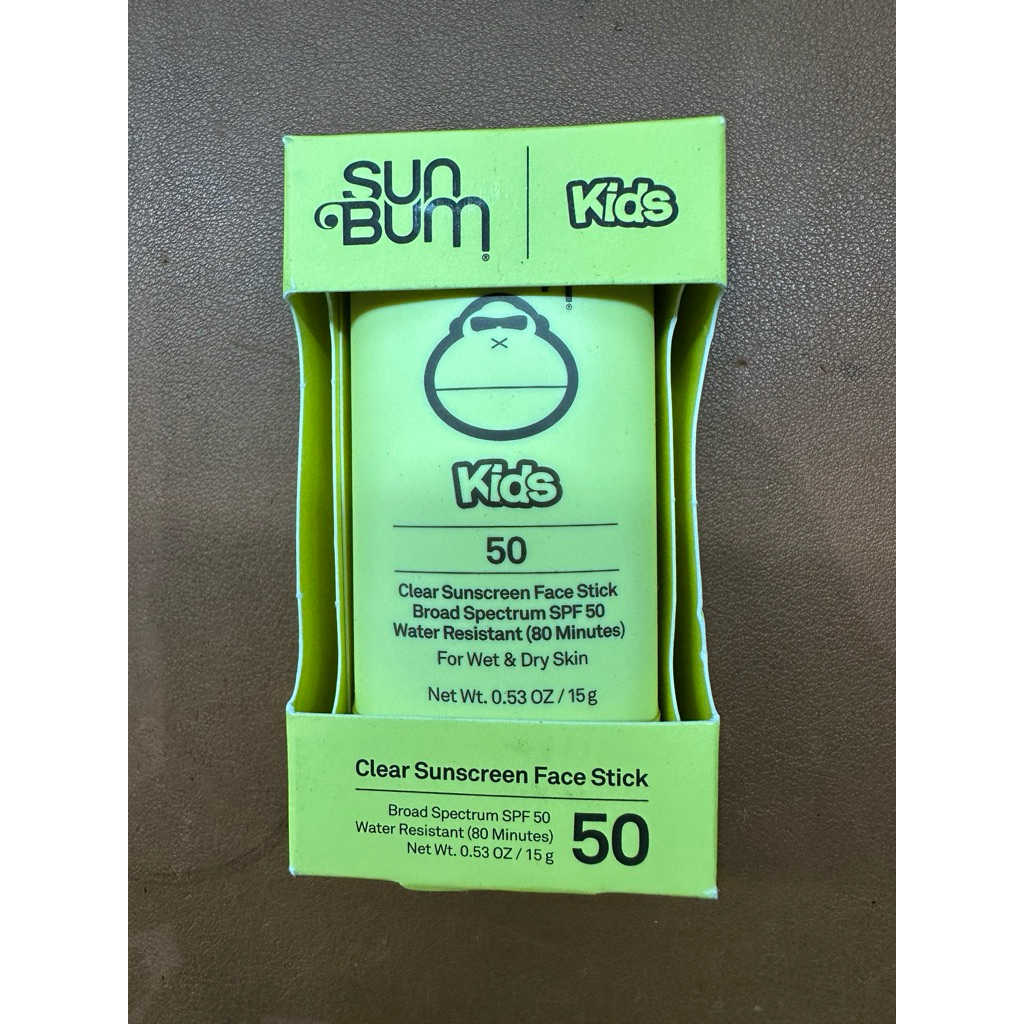 SUN
BUM®
Kids
®
Kids
50
Clear Sunscreen Face Stick
Broad Spectrum SPF 50
Water Resistant (80 Minutes)
For Wet & Dry Skin
Net Wt. 0.53 OZ / 15 g
Clear Sunscreen Face Stick
Broad Spectrum SPF 50
Water Resistant (80 Minutes)
Net Wt. 0.53 OZ / 15 g
50